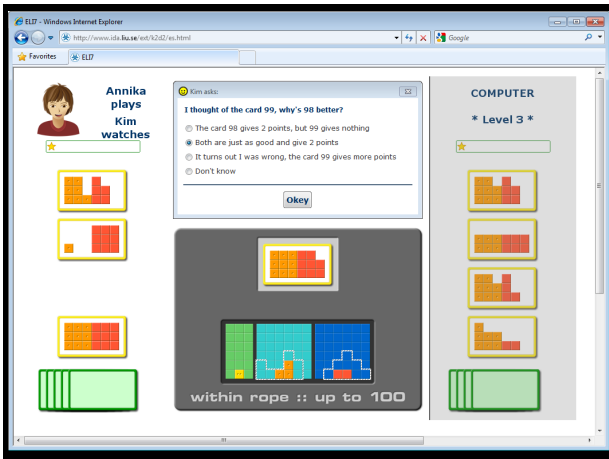 ELI7 - Windows Internet Explorer
http://www.ida.liu.se/ext/k2d2/es.html
Google
Favorites
ELI7
Annika
plays
Kim
watches
Kim asks:
I thought of the card 99, why's 98 better?
The card 98 gives 2 points, but 99 gives nothing
Both are just as good and give 2 points
It turns out I was wrong, the card 99 gives more points
Don't know
Okey
COMPUTER
* Level 3 *
within rope :: up to 100